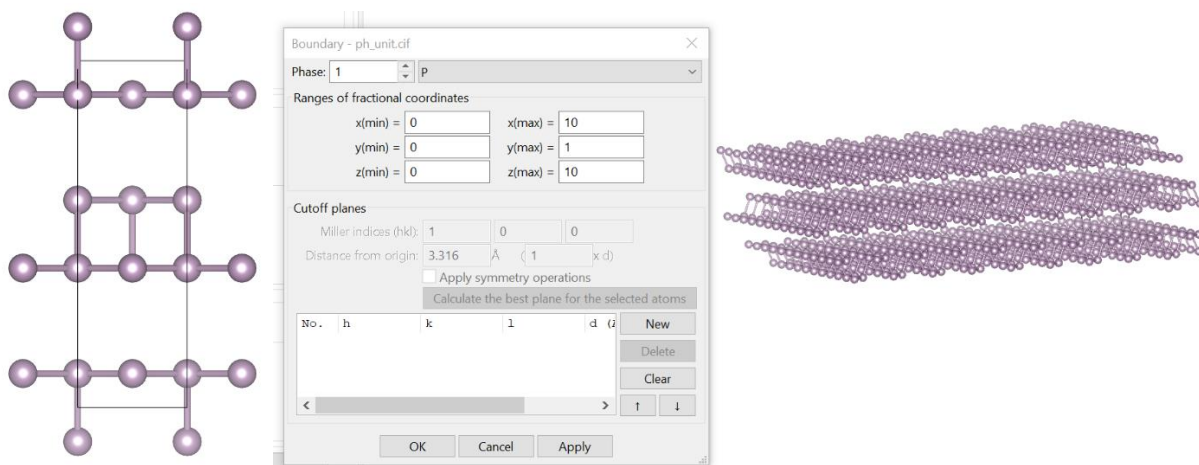 Boundary - ph_unit.cif
Phase: 1 P
Ranges of fractional coordinates
x(min) = 0 x(max) = 10
y(min) = 0 y(max) = 1
z(min) = 0 z(max) = 10
Cutoff planes
Miller indices (hkl): 1 0 0
Distance from origin: 3.316 Å ( 1 x d)
Apply symmetry operations
Calculate the best plane for the selected atoms
No. h k l d (
New
Delete
Clear
↑ ↓
OK Cancel Apply